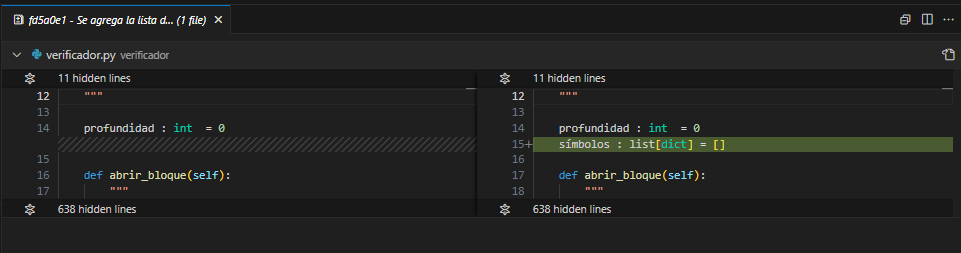 fd5a0e1 - Se agrega la lista d... (1 file)
verificador.py verificador
11 hidden lines
12 """
13
14 profundidad : int = 0
15
16 def abrir_bloque(self):
17 """
638 hidden lines
11 hidden lines
12 """
13
14 profundidad : int = 0
15+ símbolos : list[dict] = []
16
17 def abrir_bloque(self):
18 """
638 hidden lines